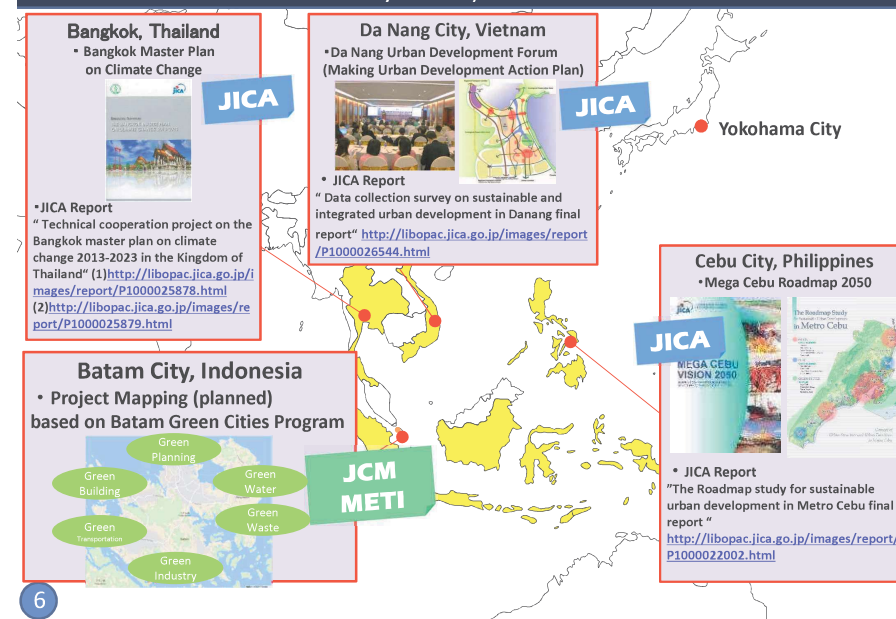 Bangkok, Thailand
・Bangkok Master Plan
on Climate Change
JICA
・JICA Report
“ Technical cooperation project on the
Bangkok master plan on climate
change 2013-2023 in the Kingdom of
Thailand“ (1)http://libopac.jica.go.jp/i
mages/report/P1000025878.html
(2)http://libopac.jica.go.jp/images/re
port/P1000025879.html
Da Nang City, Vietnam
・Da Nang Urban Development Forum
(Making Urban Development Action Plan)
JICA
・ JICA Report
“ Data collection survey on sustainable and
integrated urban development in Danang final
report“ http://libopac.jica.go.jp/images/report
/P1000026544.html
Yokohama City
Cebu City, Philippines
・Mega Cebu Roadmap 2050
JICA
JICA
MEGA CEBU
VISION 2050
The Roadmap Study
in Metro Cebu
・ JICA Report
”The Roadmap study for sustainable
urban development in Metro Cebu final
report “
http://libopac.jica.go.jp/images/report/
P1000022002.html
Batam City, Indonesia
・Project Mapping (planned)
based on Batam Green Cities Program
Green
Planning
Green
Building
Green
Water
Green
Waste
Green
Transportation
Green
Industry
JCM
METI
6